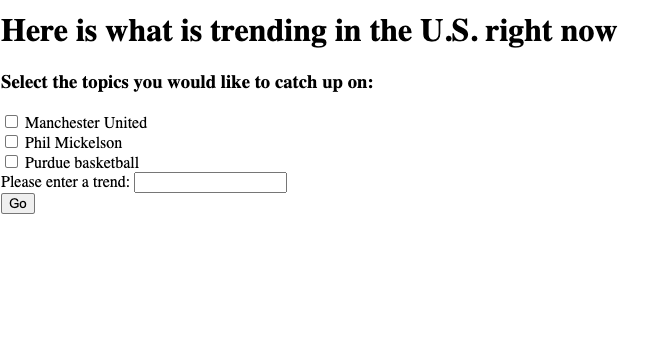 Here is what is trending in the U.S. right now
Select the topics you would like to catch up on:
Manchester United
Phil Mickelson
Purdue basketball
Please enter a trend:
Go